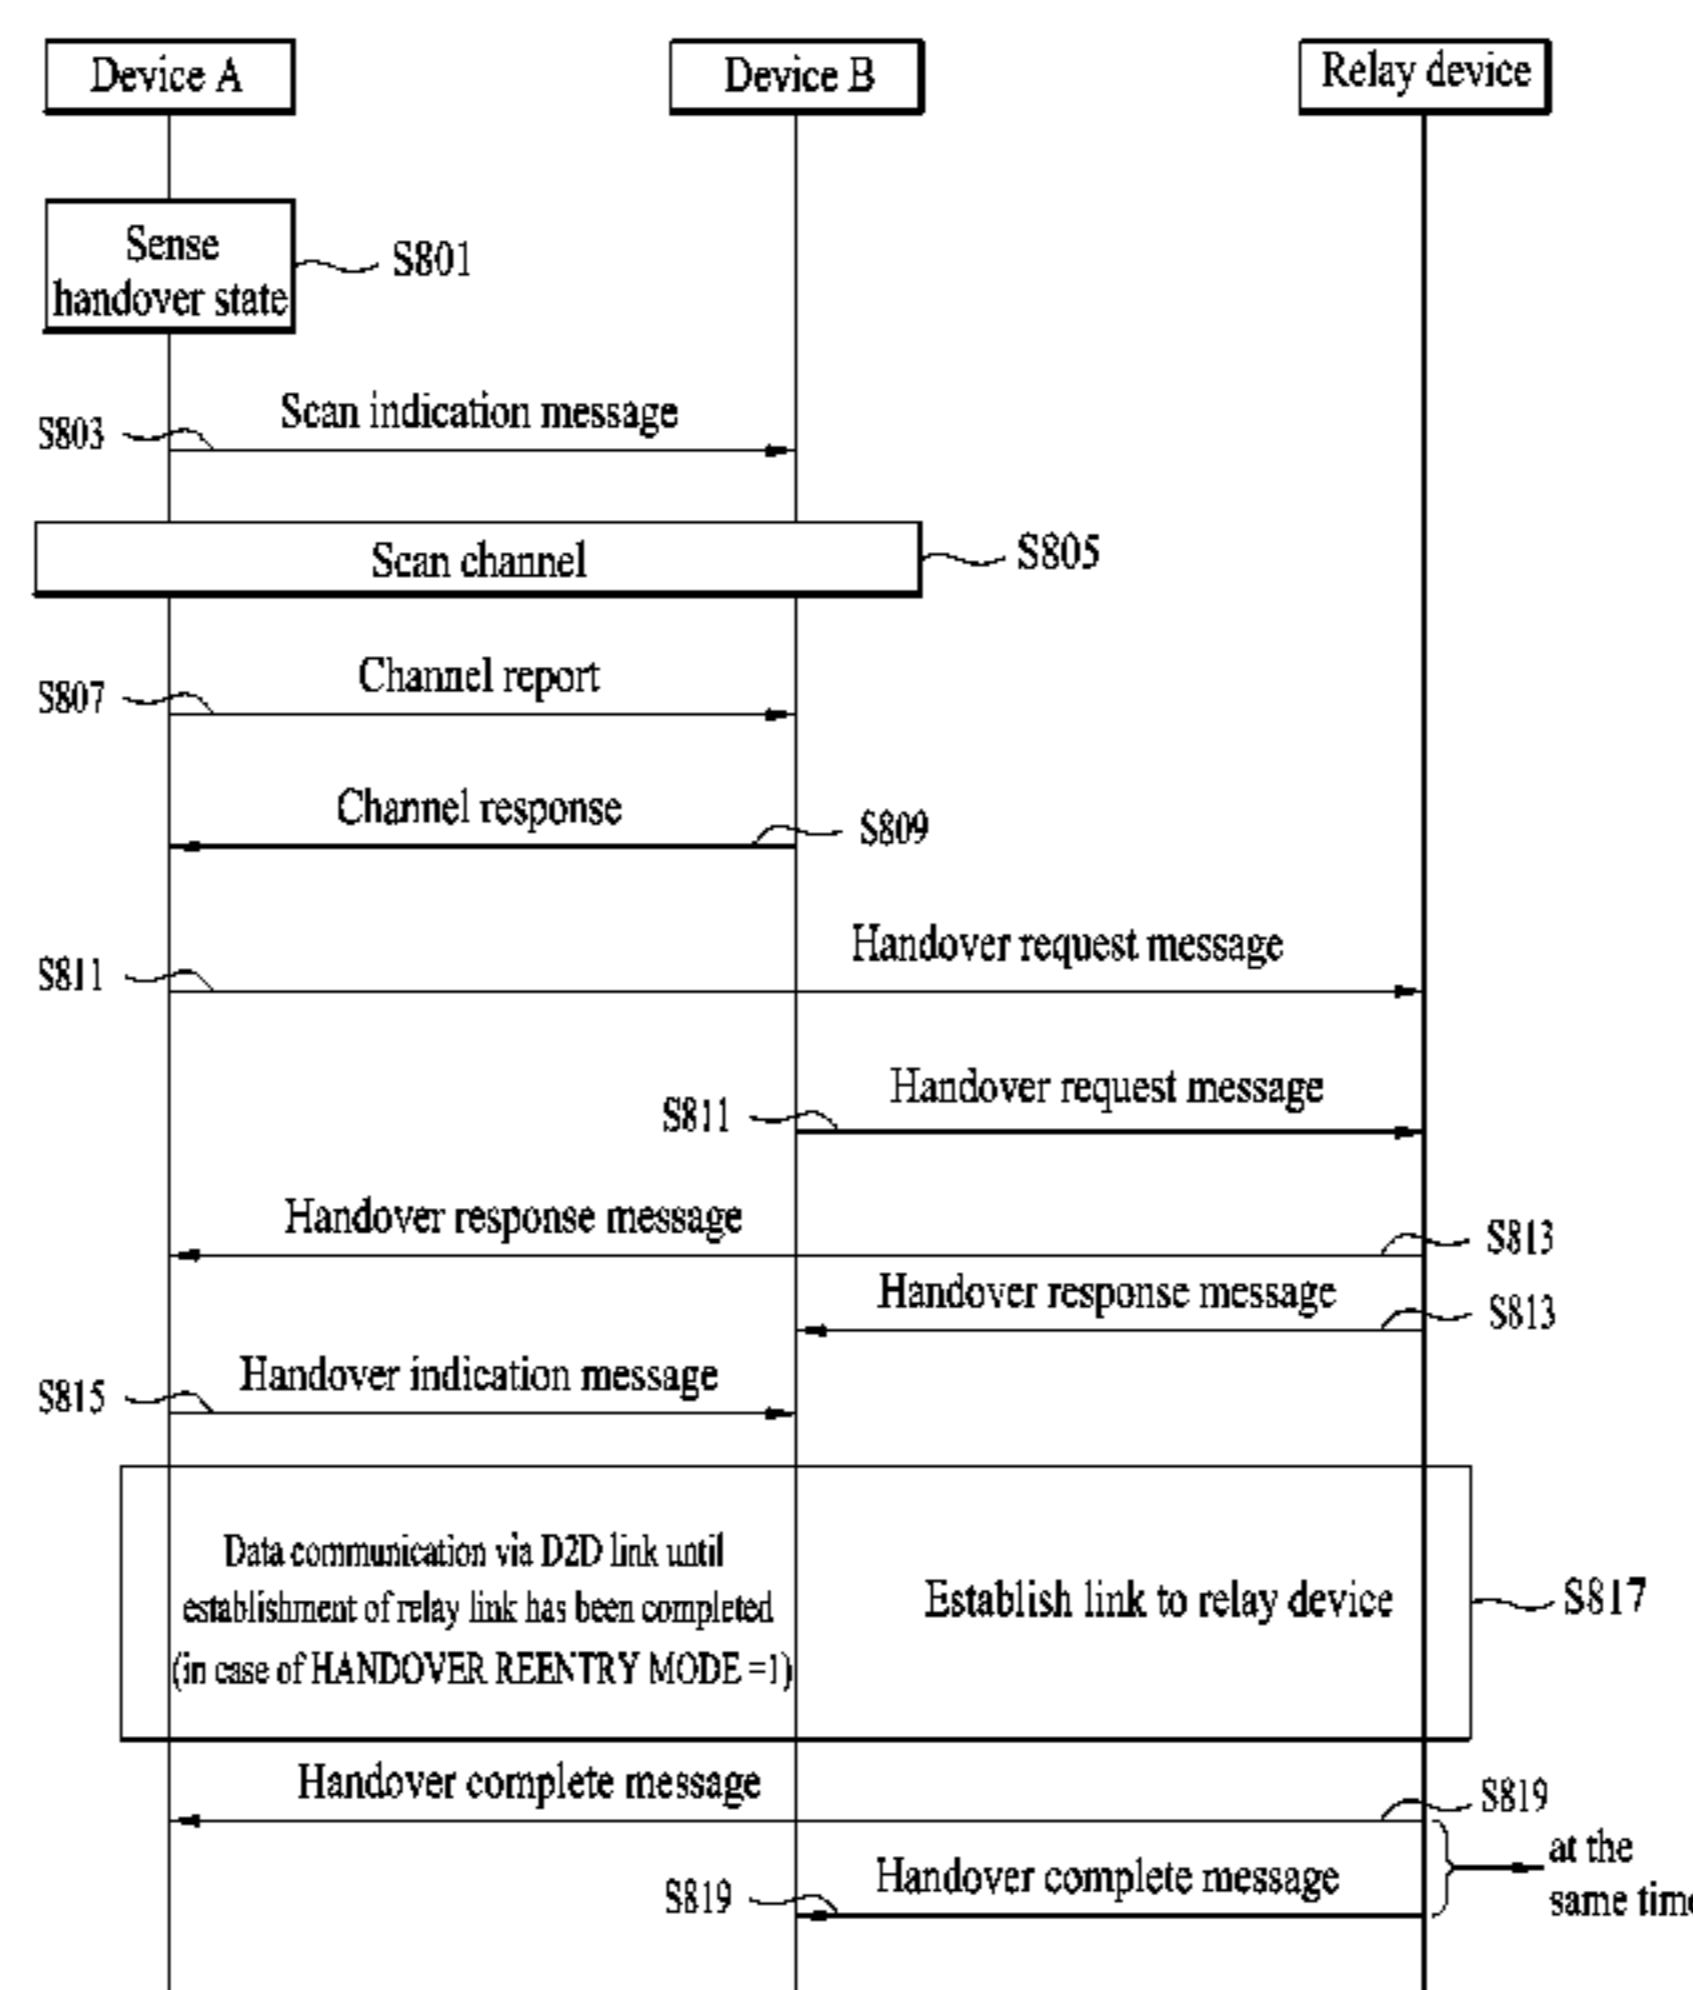 Device A
Device B
Relay device
Sense
handover state
S801
Scan indication message
S803
Scan channel
S805
Channel report
S807
Channel response
S809
Handover request message
S811
Handover request message
S811
Handover response message
S813
Handover response message
S813
Handover indication message
S815
Data communication via D2D link until
establishment of relay link has been completed
(in case of HANDOVER REENTRY MODE =1)
Establish link to relay device
S817
Handover complete message
S819
at the
same time
Handover complete message
S819